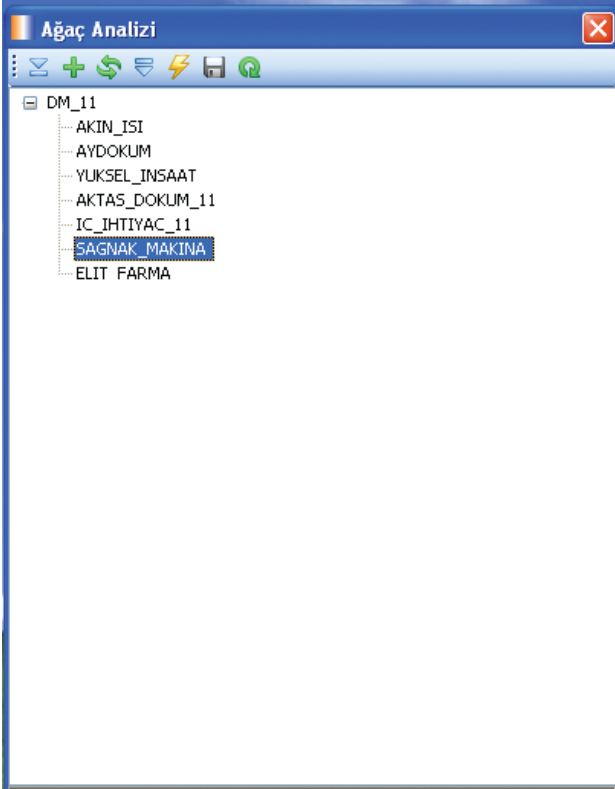 Ağaç Analizi
DM_11
AKIN_ISI
AYDOKUM
YUKSEL_INSAAT
AKTAS_DOKUM_11
IC_IHTIYAC_11
SAGNAK_MAKINA
ELIT FARMA